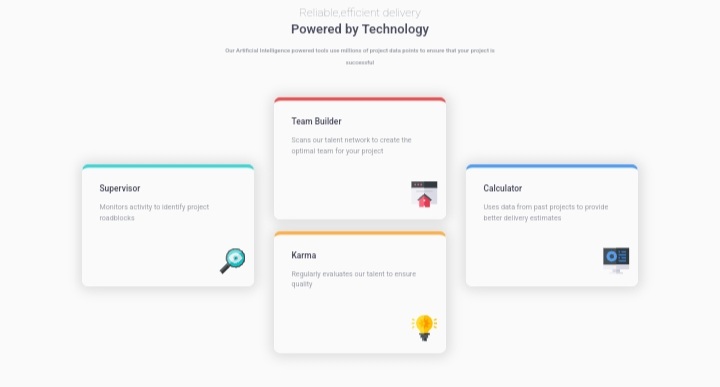 Reliable,efficient delivery
Powered by Technology
Our Artificial Intelligence powered tools use millions of project data points to ensure that your project is
successful
Supervisor
Monitors activity to identify project
roadblocks
Team Builder
Scans our talent network to create the
optimal team for your project
Karma
Regularly evaluates our talent to ensure
quality
Calculator
Uses data from past projects to provide
better delivery estimates